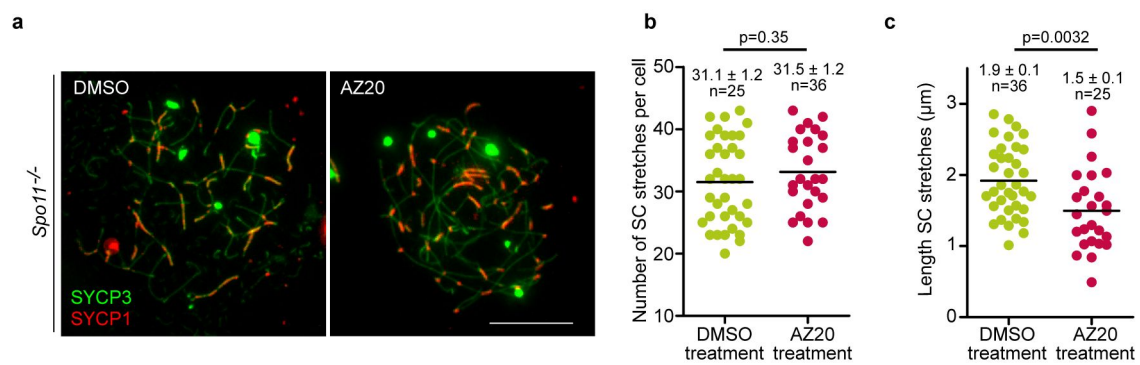 a
DMSO
AZ20
Spo11-/-
SYCP3
SYCP1
b
p=0.35
31.1 ± 1.2
n=25
31.5 ± 1.2
n=36
Number of SC stretches per cell
50
40
30
20
10
DMSO
treatment
AZ20
treatment
c
p=0.0032
1.9 ± 0.1
n=36
1.5 ± 0.1
n=25
Length SC stretches (µm)
3
2
1
0
DMSO
treatment
AZ20
treatment